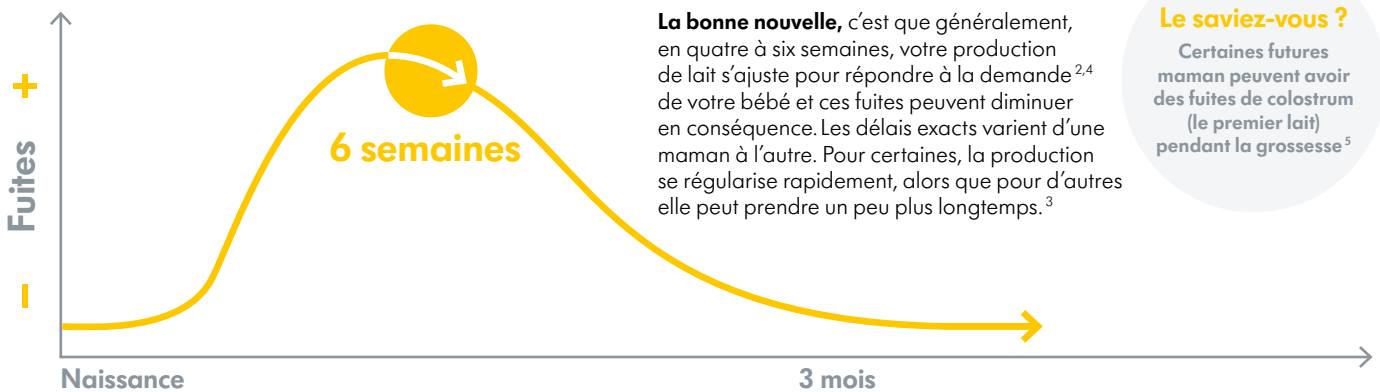 La bonne nouvelle, c'est que généralement,
en quatre à six semaines, votre production
de lait s'ajuste pour répondre à la demande 2,4
de votre bébé et ces fuites peuvent diminuer
en conséquence. Les délais exacts varient d'une
maman à l'autre. Pour certaines, la production
se régularise rapidement, alors que pour d'autres
elle peut prendre un peu plus longtemps. 3
Le saviez-vous ?
Certaines futures
maman peuvent avoir
des fuites de colostrum
(le premier lait)
pendant la grossesse 5
+
Fuites
–
6 semaines
Naissance
3 mois